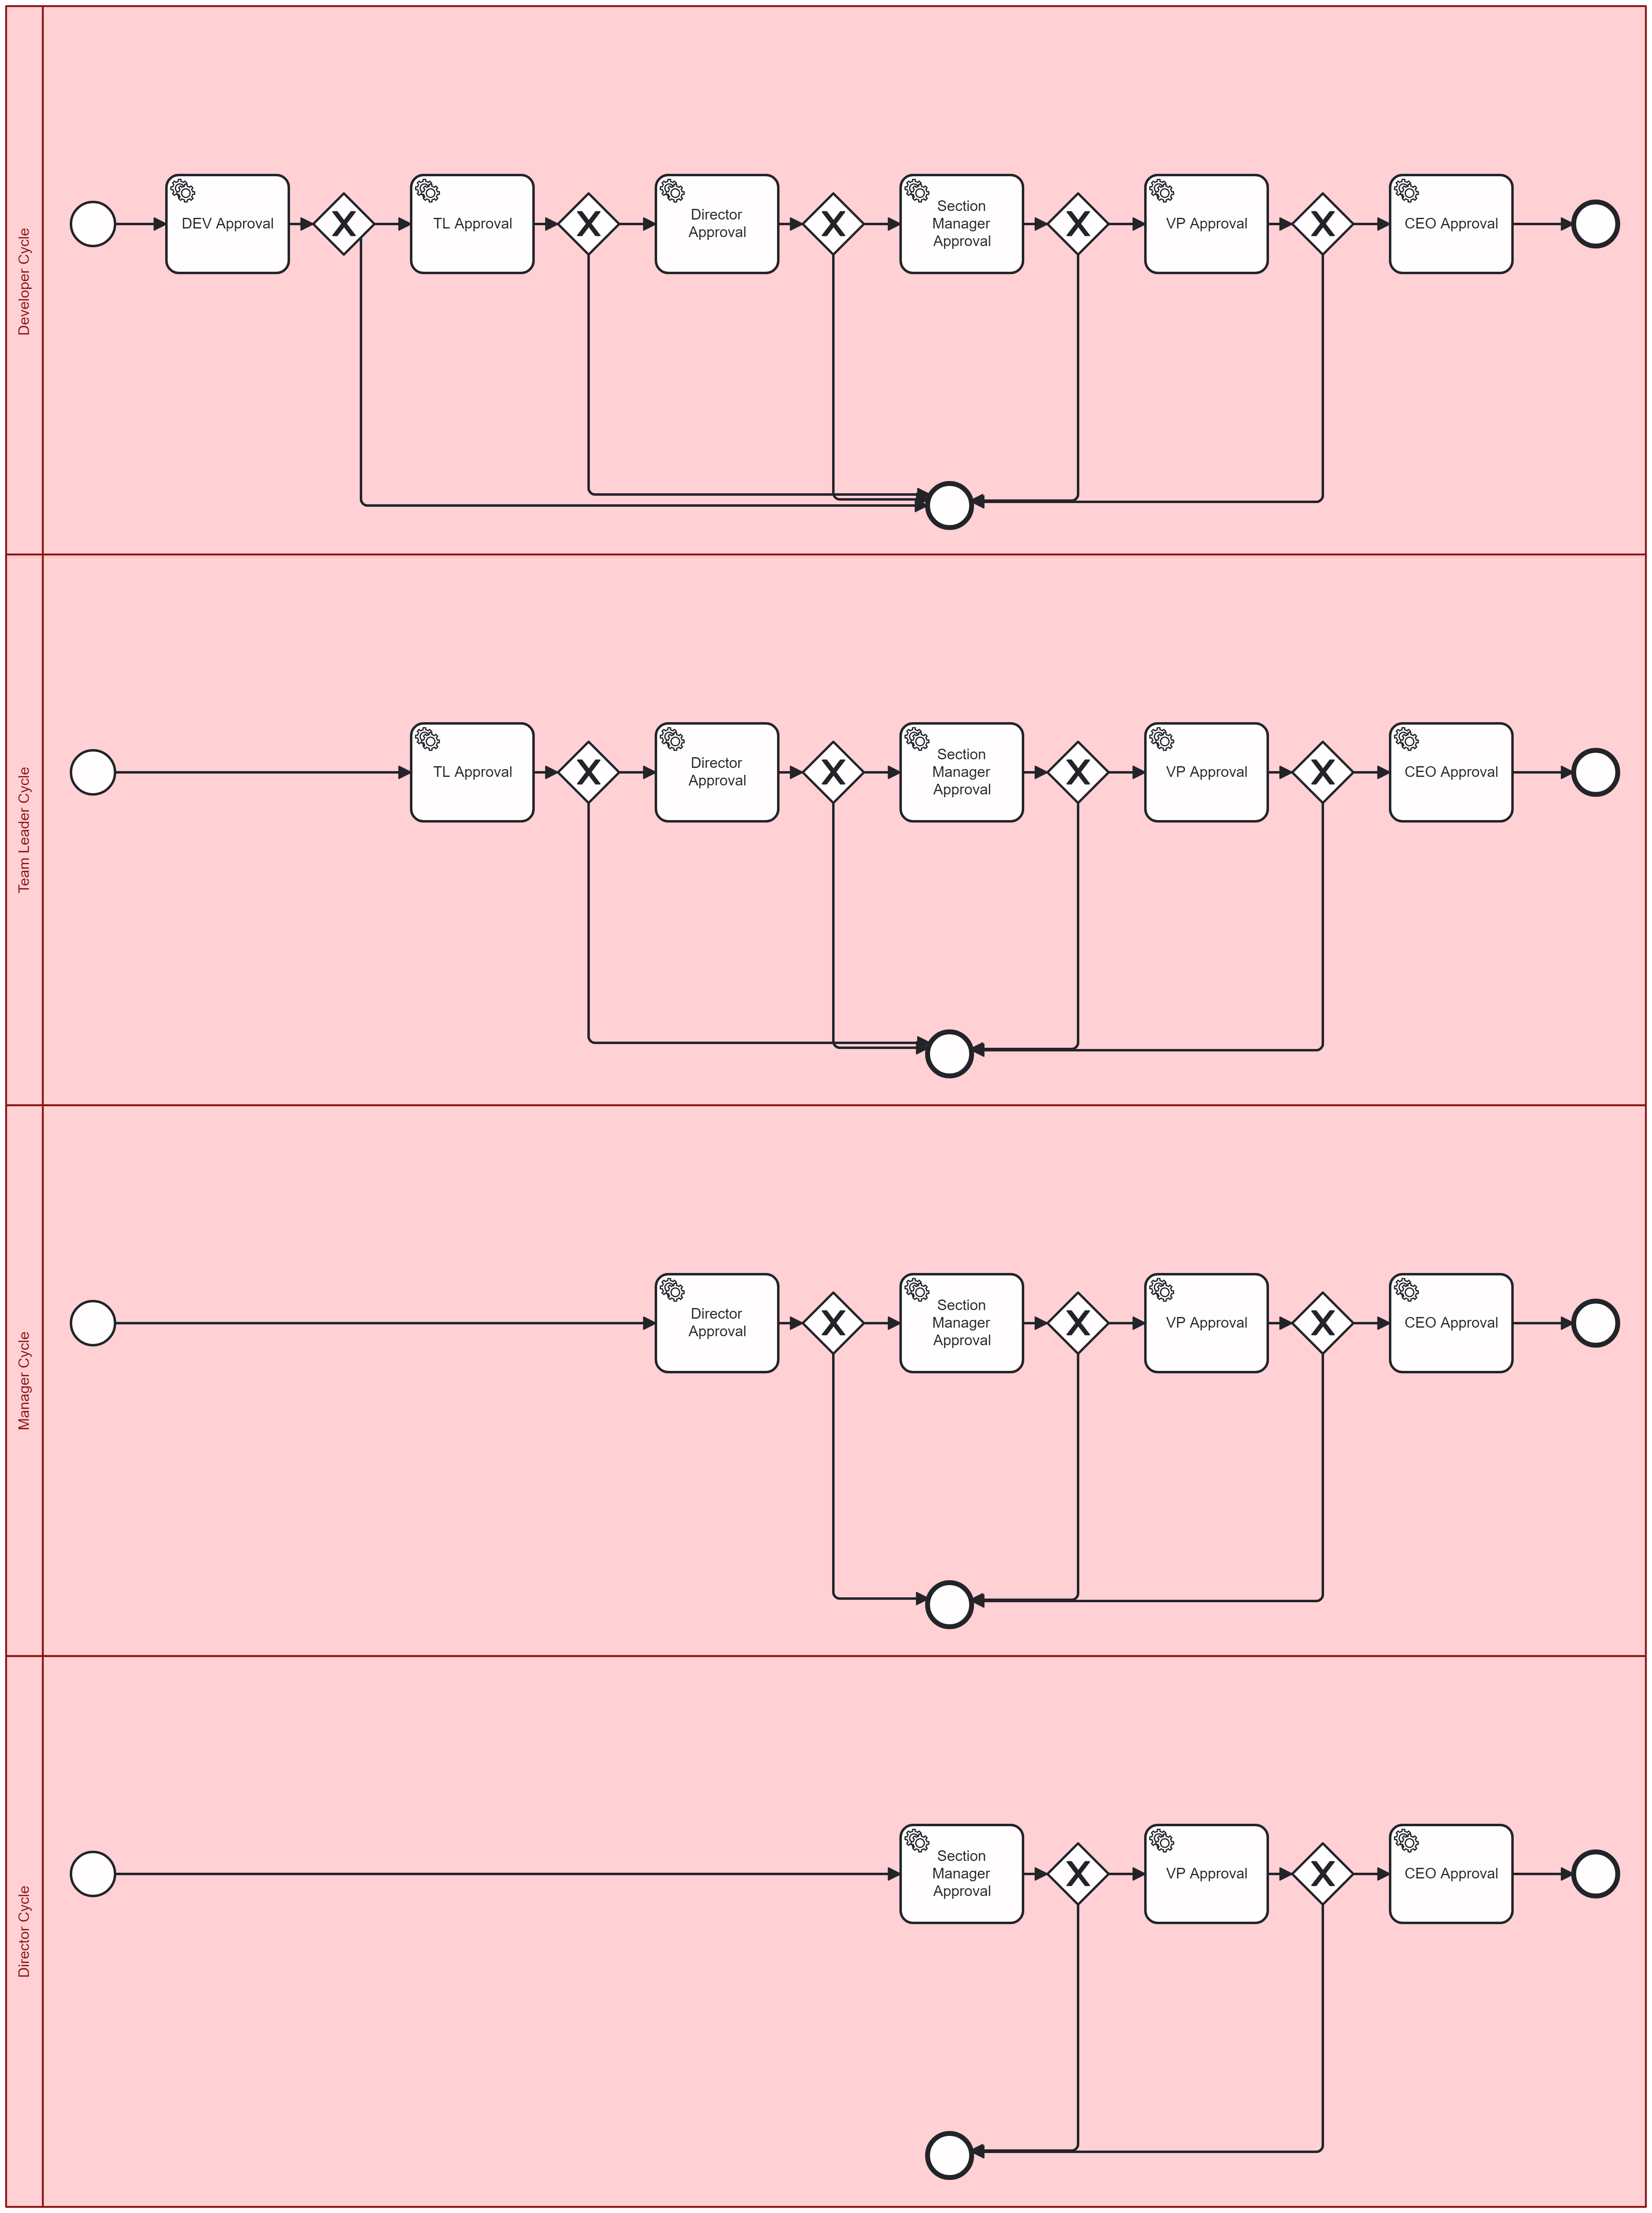 Developer Cycle
DEV Approval
TL Approval
Director
Approval
Section
Manager
Approval
VP Approval
CEO Approval
Team Leader Cycle
TL Approval
Director
Approval
Section
Manager
Approval
VP Approval
CEO Approval
Manager Cycle
Director
Approval
Section
Manager
Approval
VP Approval
CEO Approval
Director Cycle
Section
Manager
Approval
VP Approval
CEO Approval